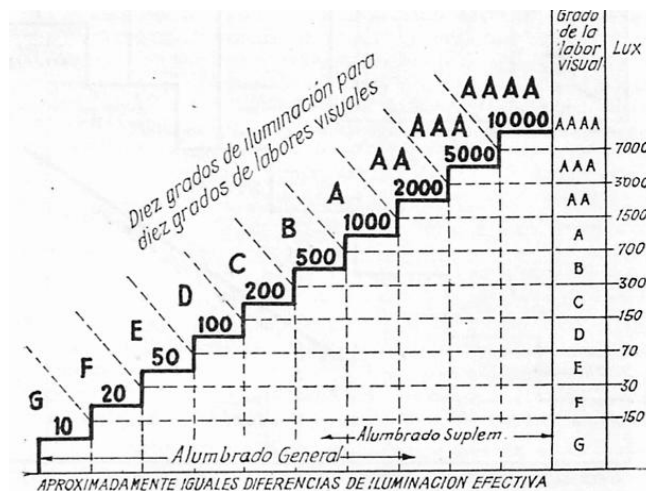 Grado
de la
labor
visual
Lux
Diez grados de iluminación para
diez grados de labores visuales
AAAA
10 000
AAAA
7000
AAA
5000
AAA
3000
AA
2000
AA
1500
A
1000
A
700
B
500
B
300
C
200
C
150
D
100
D
70
E
50
E
30
F
20
F
150
G
10
G
Alumbrado General
Alumbrado Suplem.
APROXIMADAMENTE IGUALES DIFERENCIAS DE ILUMINACION EFECTIVA